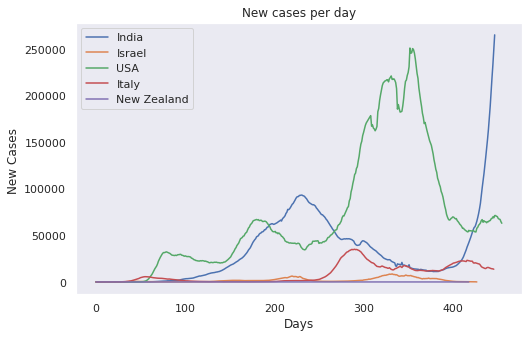 New cases per day
India
Israel
USA
Italy
New Zealand
250000
200000
150000
100000
50000
0
New Cases
0 100 200 300 400
Days